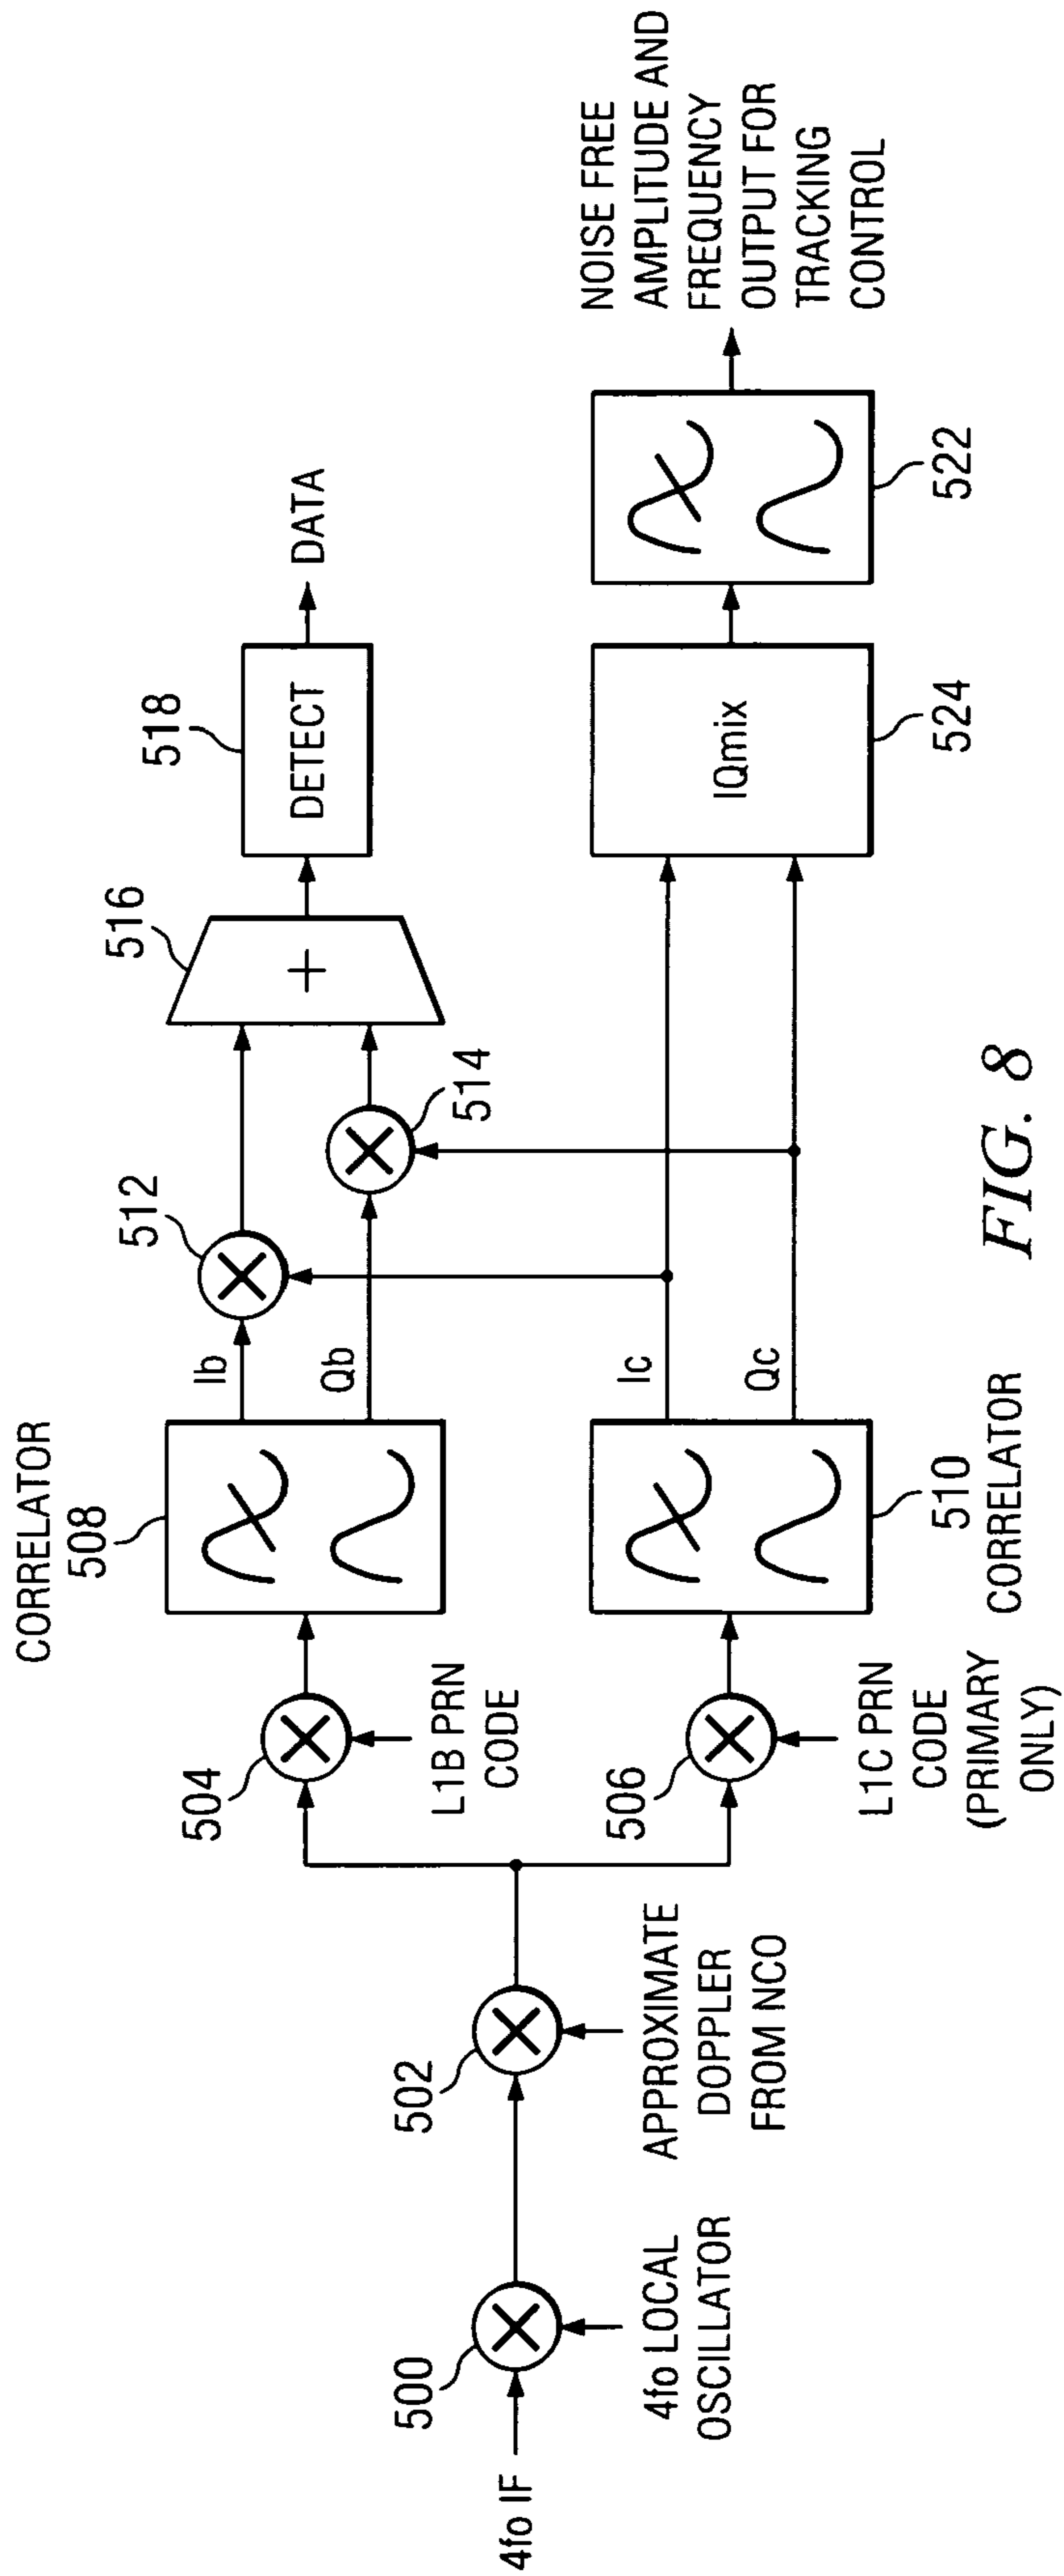 4fo IF
500
4fo LOCAL
OSCILLATOR
502
APPROXIMATE
DOPPLER
FROM NCO
504
L1B PRN
CODE
506
L1C PRN
CODE
(PRIMARY
ONLY)
CORRELATOR
508
510
CORRELATOR
Ib
Qb
Ic
Qc
512
514
516
+
518
DETECT
DATA
IQmix
524
522
NOISE FREE
AMPLITUDE AND
FREQUENCY
OUTPUT FOR
TRACKING
CONTROL
FIG. 8